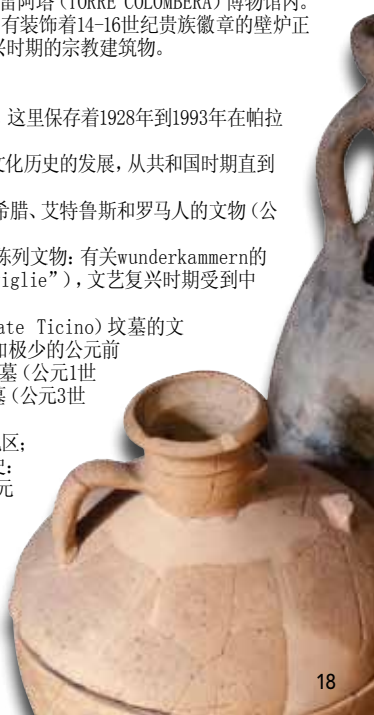 雷阿塔（TORRE COLOMBERA）博物馆内。
有装饰着14-16世纪贵族徽章的壁炉正
兴时期的宗教建筑物。
这里保存着1928年到1993年在帕拉
文化历史的发展，从共和国时期直到
希腊、艾特鲁斯和罗马人的文物（公
陈列文物：有关wunderkammern的
iglie”），文艺复兴时期受到中
ate Ticino）坟墓的文
极少的公元前
墓（公元1世
（公元3世
区；
：
元
18